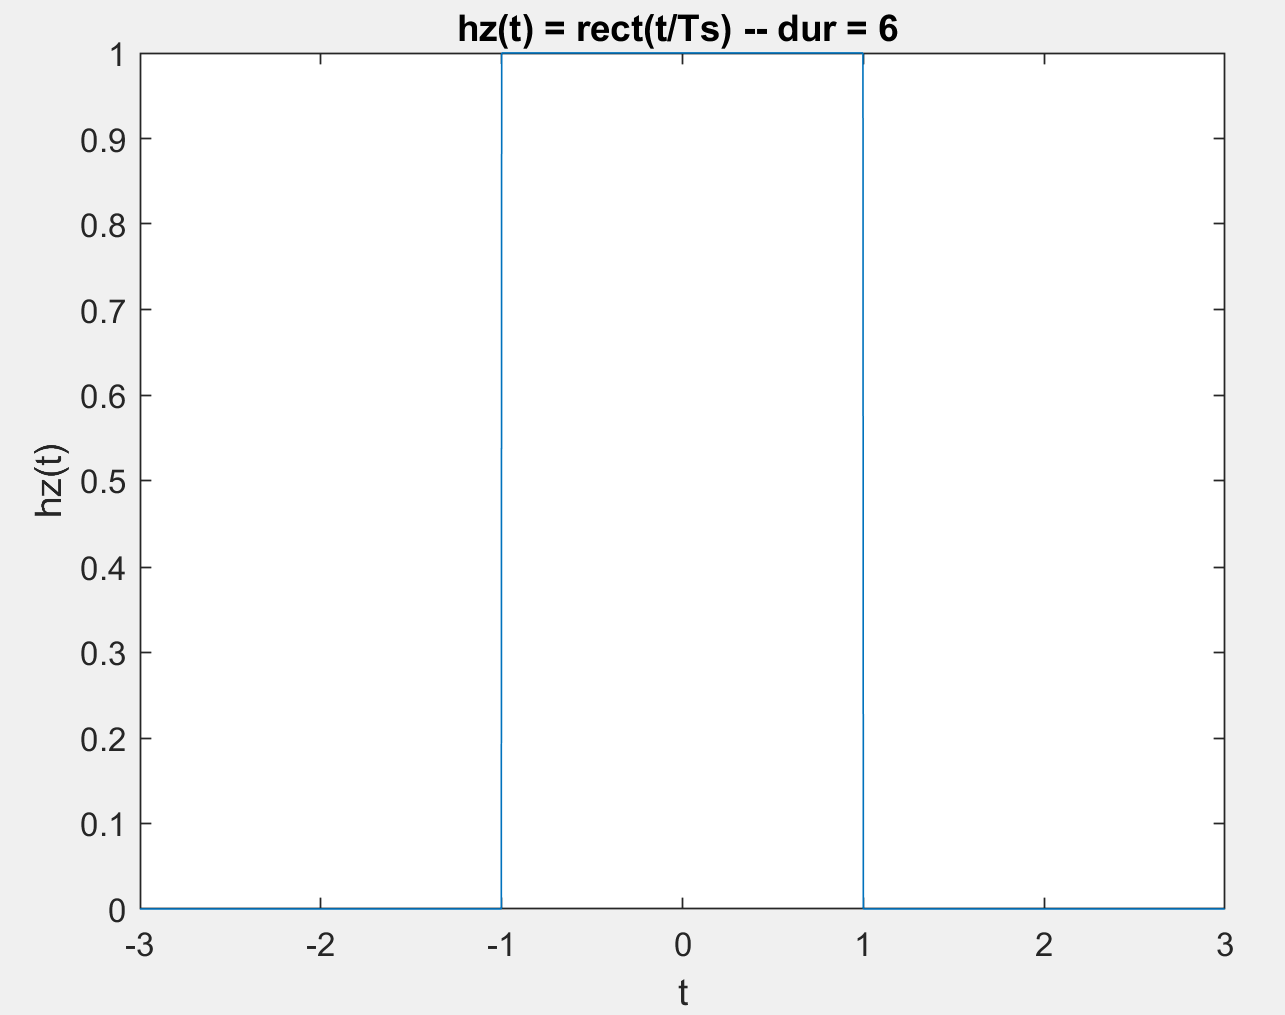 hz(t) = rect(t/Ts) -- dur = 6
1
0.9
0.8
0.7
0.6
0.5
0.4
0.3
0.2
0.1
0
hz(t)
-3 -2 -1 0 1 2 3
t